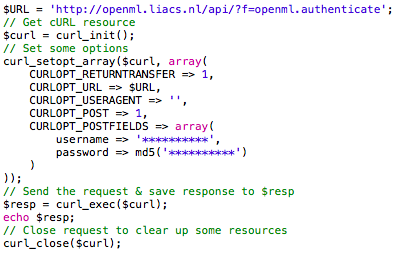 $URL = 'http://openml.liacs.nl/api/?f=openml.authenticate';
// Get cURL resource
$curl = curl_init();
// Set some options
curl_setopt_array($curl, array(
    CURLOPT_RETURNTRANSFER => 1,
    CURLOPT_URL => $URL,
    CURLOPT_USERAGENT => '',
    CURLOPT_POST => 1,
    CURLOPT_POSTFIELDS => array(
        username => '**********',
        password => md5('**********')
    )
));
// Send the request & save response to $resp
$resp = curl_exec($curl);
echo $resp;
// Close request to clear up some resources
curl_close($curl);